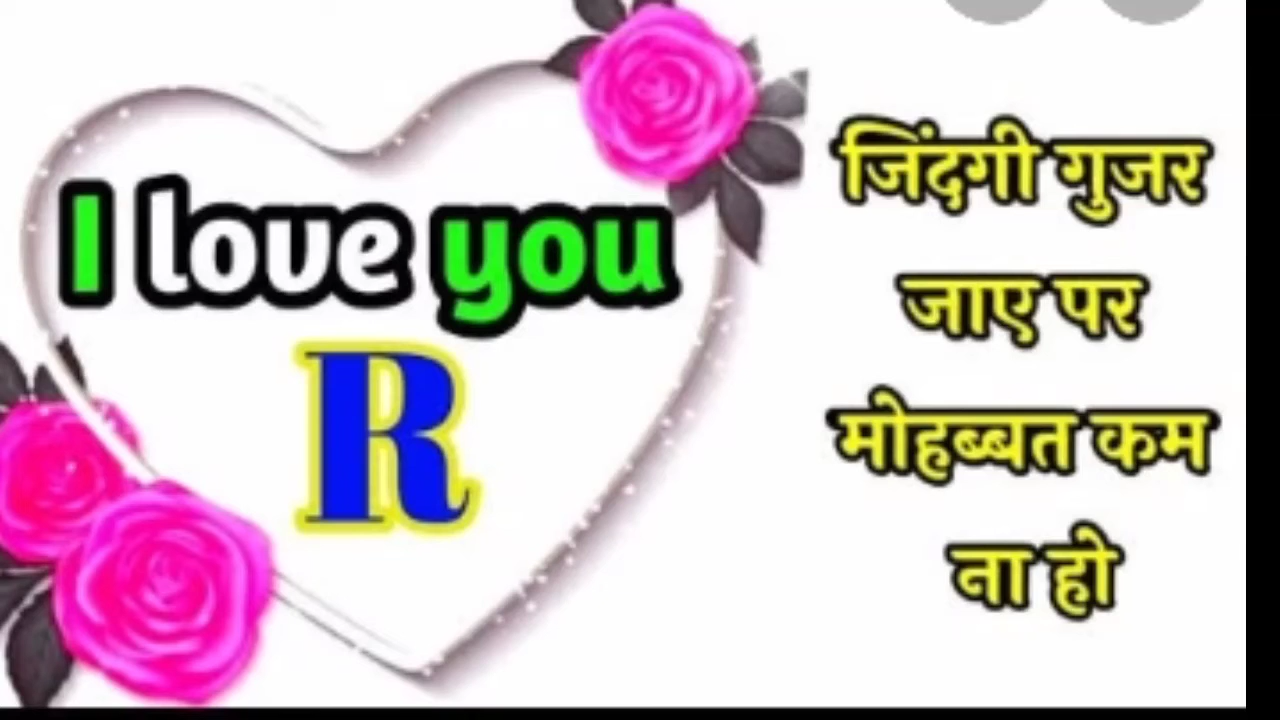 I love you
R
जिंदगी गुजर
जाए पर
मोहब्बत कम
ना हो